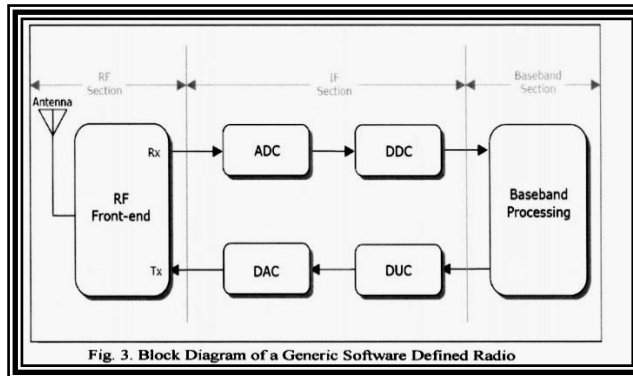 RF
Section
IF
Section
Baseband
Section
Antenna
Rx
ADC
DDC
RF
Front-end
Baseband
Processing
Tx
DAC
DUC
Fig. 3. Block Diagram of a Generic Software Defined Radio